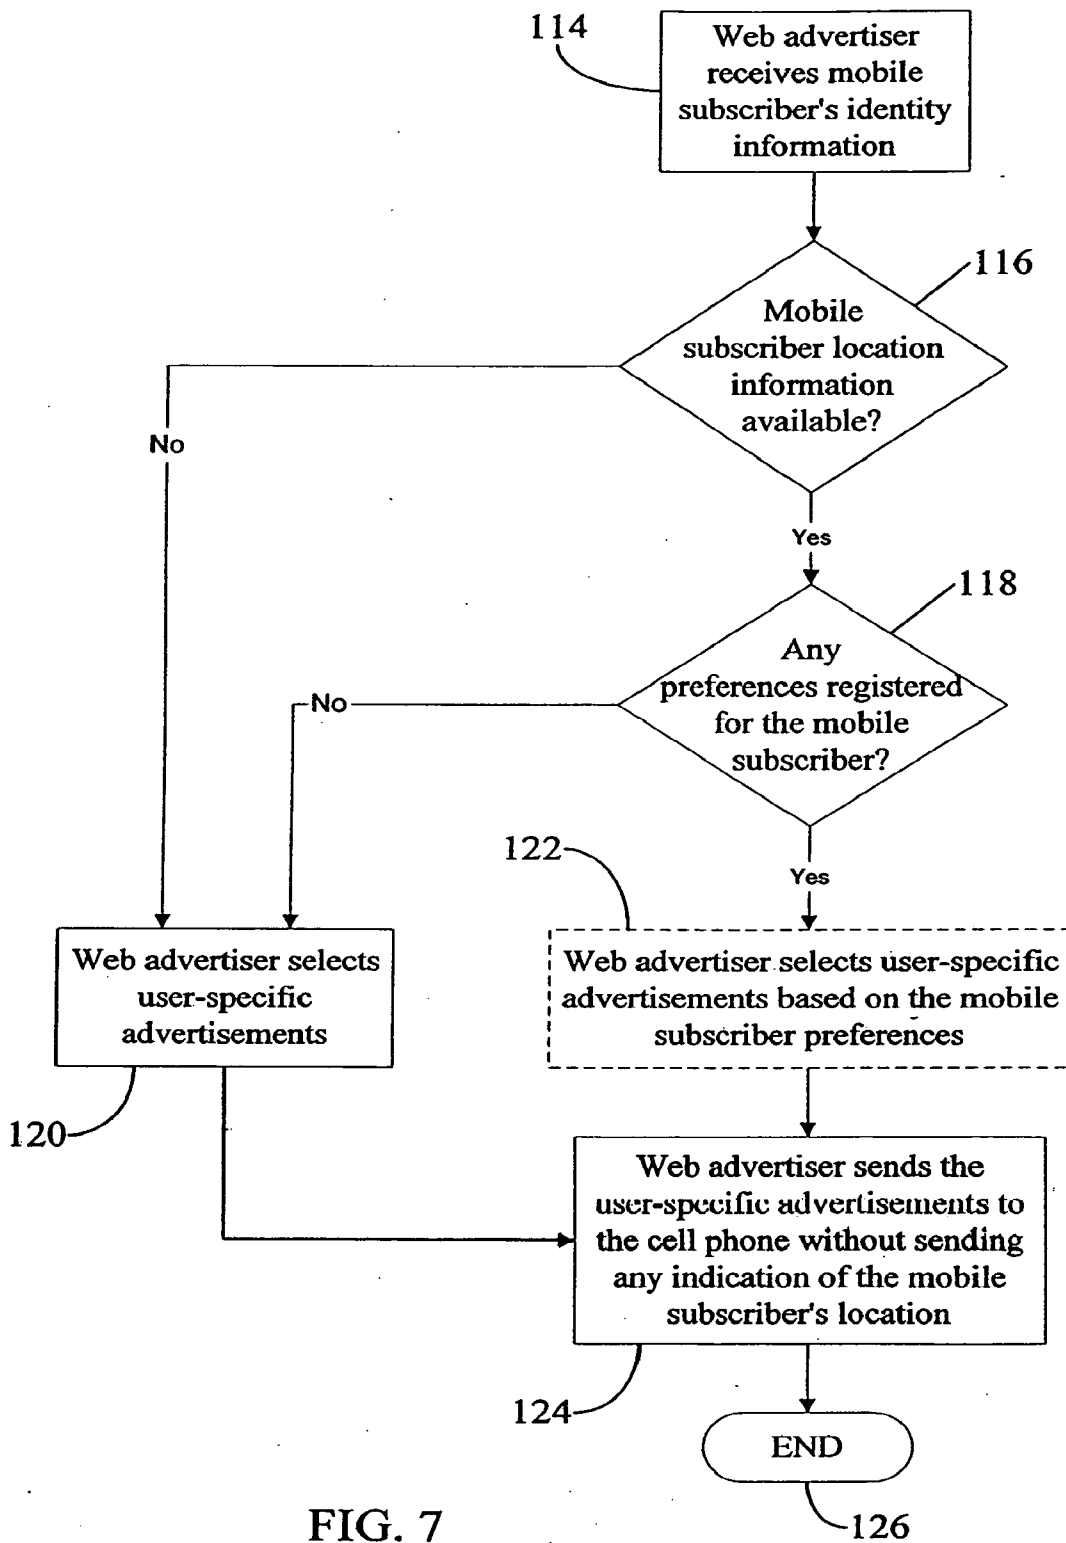 114
Web advertiser
receives mobile
subscriber's identity
information
116
Mobile
subscriber location
information
available?
No
Yes
118
Any
preferences registered
for the mobile
subscriber?
No
Yes
122
Web advertiser selects
user-specific
advertisements
Web advertiser selects user-specific
advertisements based on the mobile
subscriber preferences
120
Web advertiser sends the
user-specific advertisements to
the cell phone without sending
any indication of the mobile
subscriber's location
124
END
126
FIG. 7